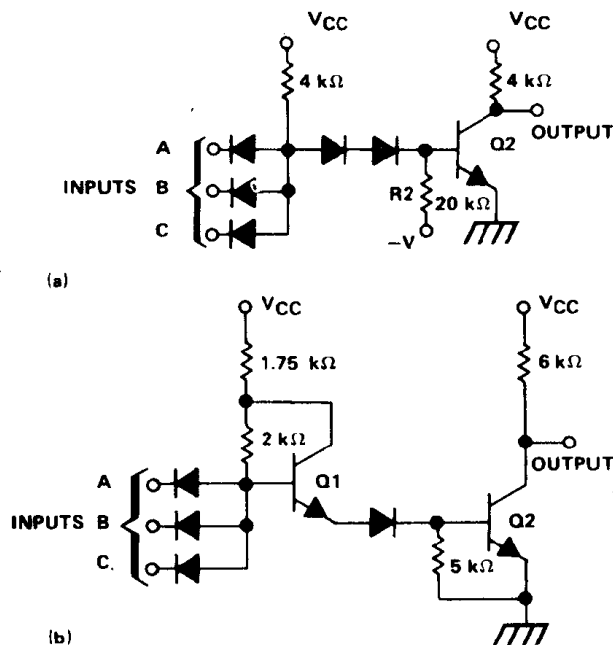 VCC VCC
4 kΩ 4 kΩ
OUTPUT
A
Q2
INPUTS B
R2 20 kΩ
C
−V
(a)
VCC VCC
1.75 kΩ 6 kΩ
2 kΩ
OUTPUT
A
Q1
INPUTS B Q2
C.
5 kΩ
(b)